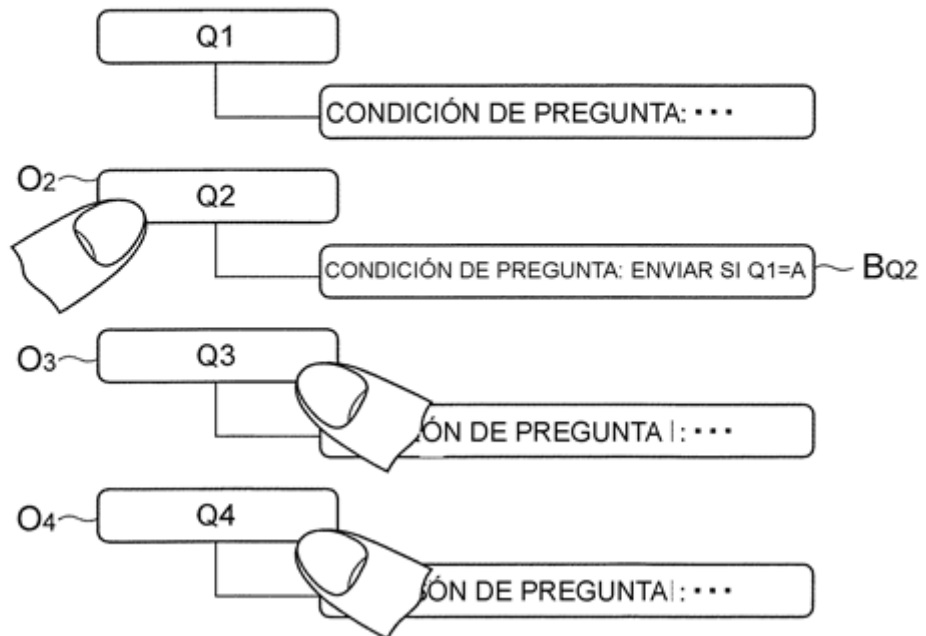 Q1
CONDICIÓN DE PREGUNTA: ···
O2
Q2
CONDICIÓN DE PREGUNTA: ENVIAR SI Q1=A
BQ2
O3
Q3
ÓN DE PREGUNTA : ···
O4
Q4
ÓN DE PREGUNTA : ···